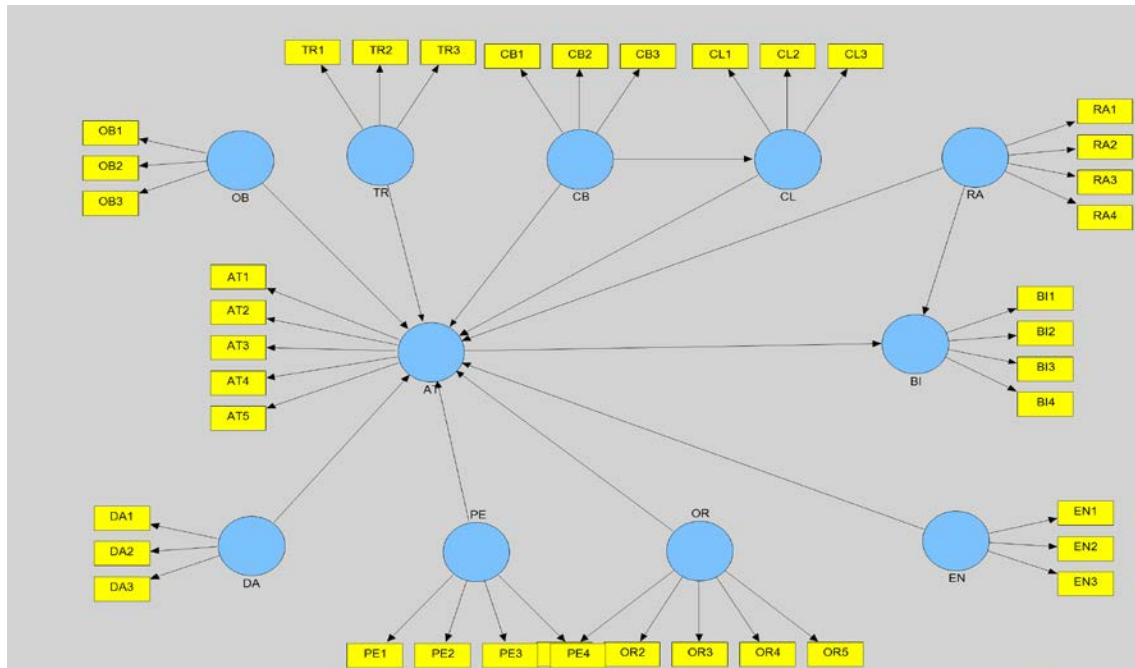 TR1
TR2
TR3
CB1
CB2
CB3
CL1
CL2
CL3
OB1
OB2
OB3
RA1
RA2
RA3
RA4
OB
TR
CB
CL
RA
AT1
AT2
AT3
AT4
AT5
AT
BI1
BI2
BI3
BI4
BI
DA1
DA2
DA3
DA
PE
OR
EN1
EN2
EN3
EN
PE1
PE2
PE3
PE4
OR2
OR3
OR4
OR5